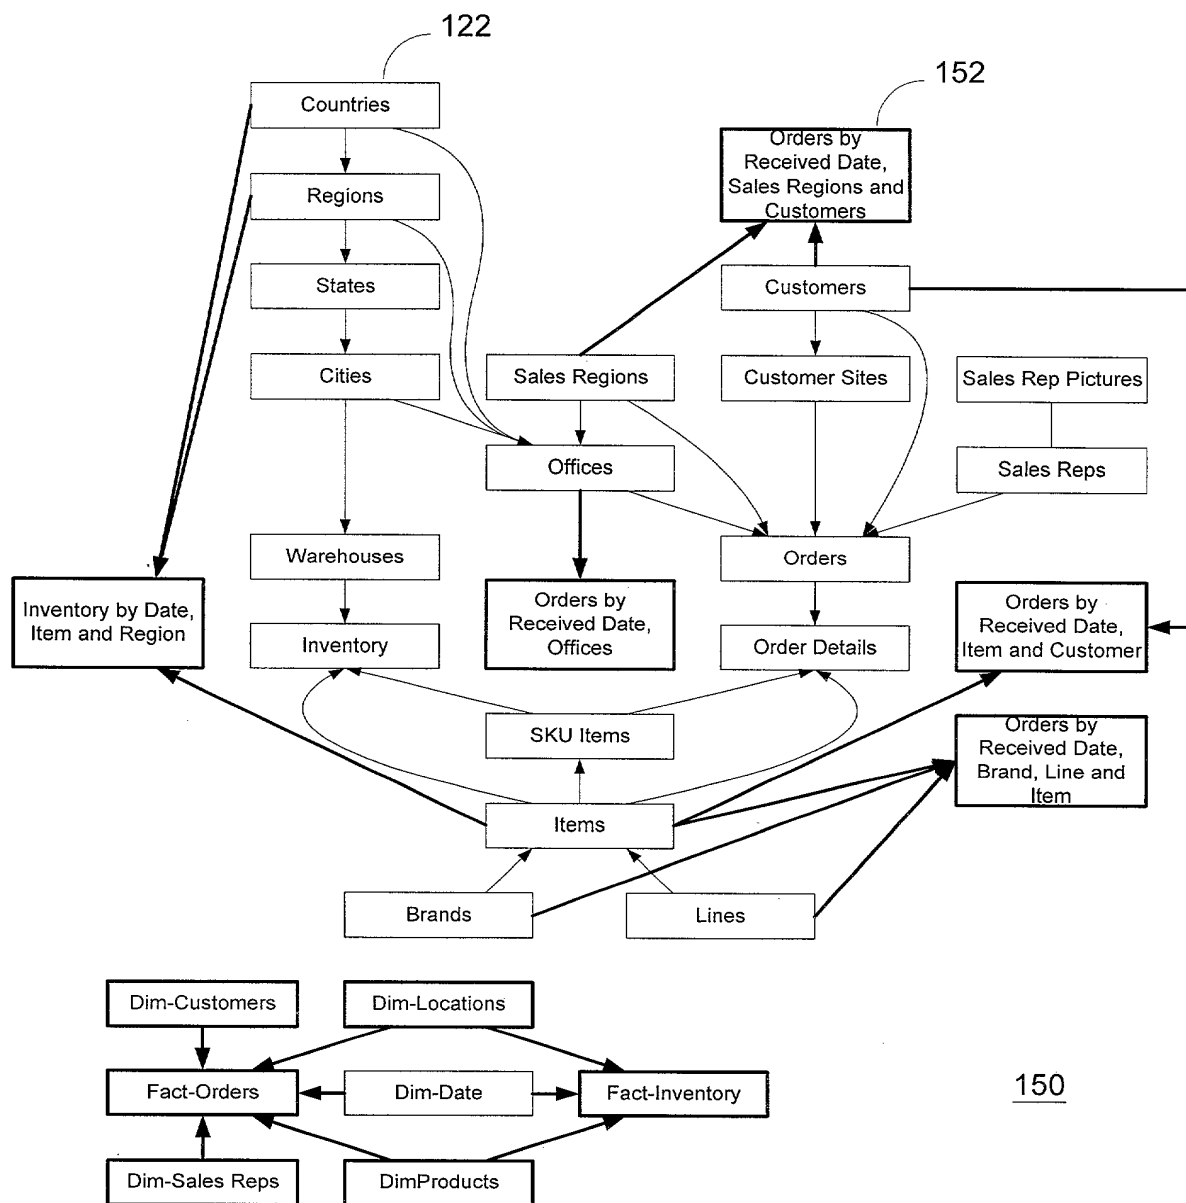 122
152
Countries
Orders by
Received Date,
Sales Regions and
Customers
Regions
States
Customers
Cities
Sales Regions
Customer Sites
Sales Rep Pictures
Offices
Sales Reps
Warehouses
Orders
Inventory by Date,
Item and Region
Orders by
Received Date,
Offices
Orders by
Received Date,
Item and Customer
Inventory
Order Details
SKU Items
Orders by
Received Date,
Brand, Line and
Item
Items
Brands
Lines
Dim-Customers
Dim-Locations
Fact-Orders
Dim-Date
Fact-Inventory
150
Dim-Sales Reps
DimProducts